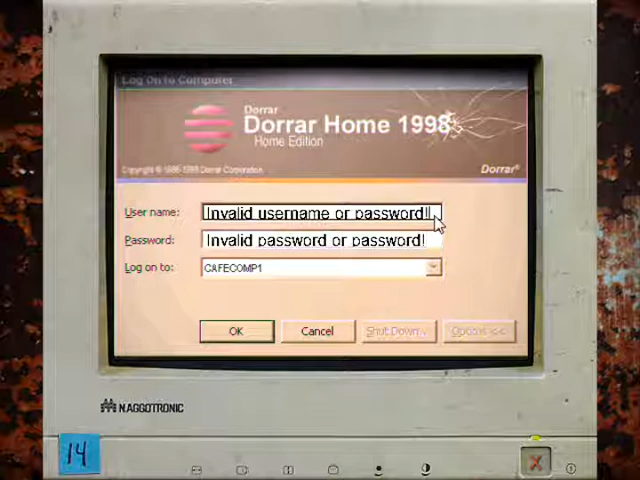 Log On to Computer
Dorrar
Dorrar Home 1998
Home Edition
Copyright © 1986-1998 Dorrar Corporation.
Dorrar®
User name: Invalid username or password!
Password: Invalid password or password!
Log on to: CAFECOMP1
OK Cancel Shut Down... Options <<
NAGGOTRONIC
14